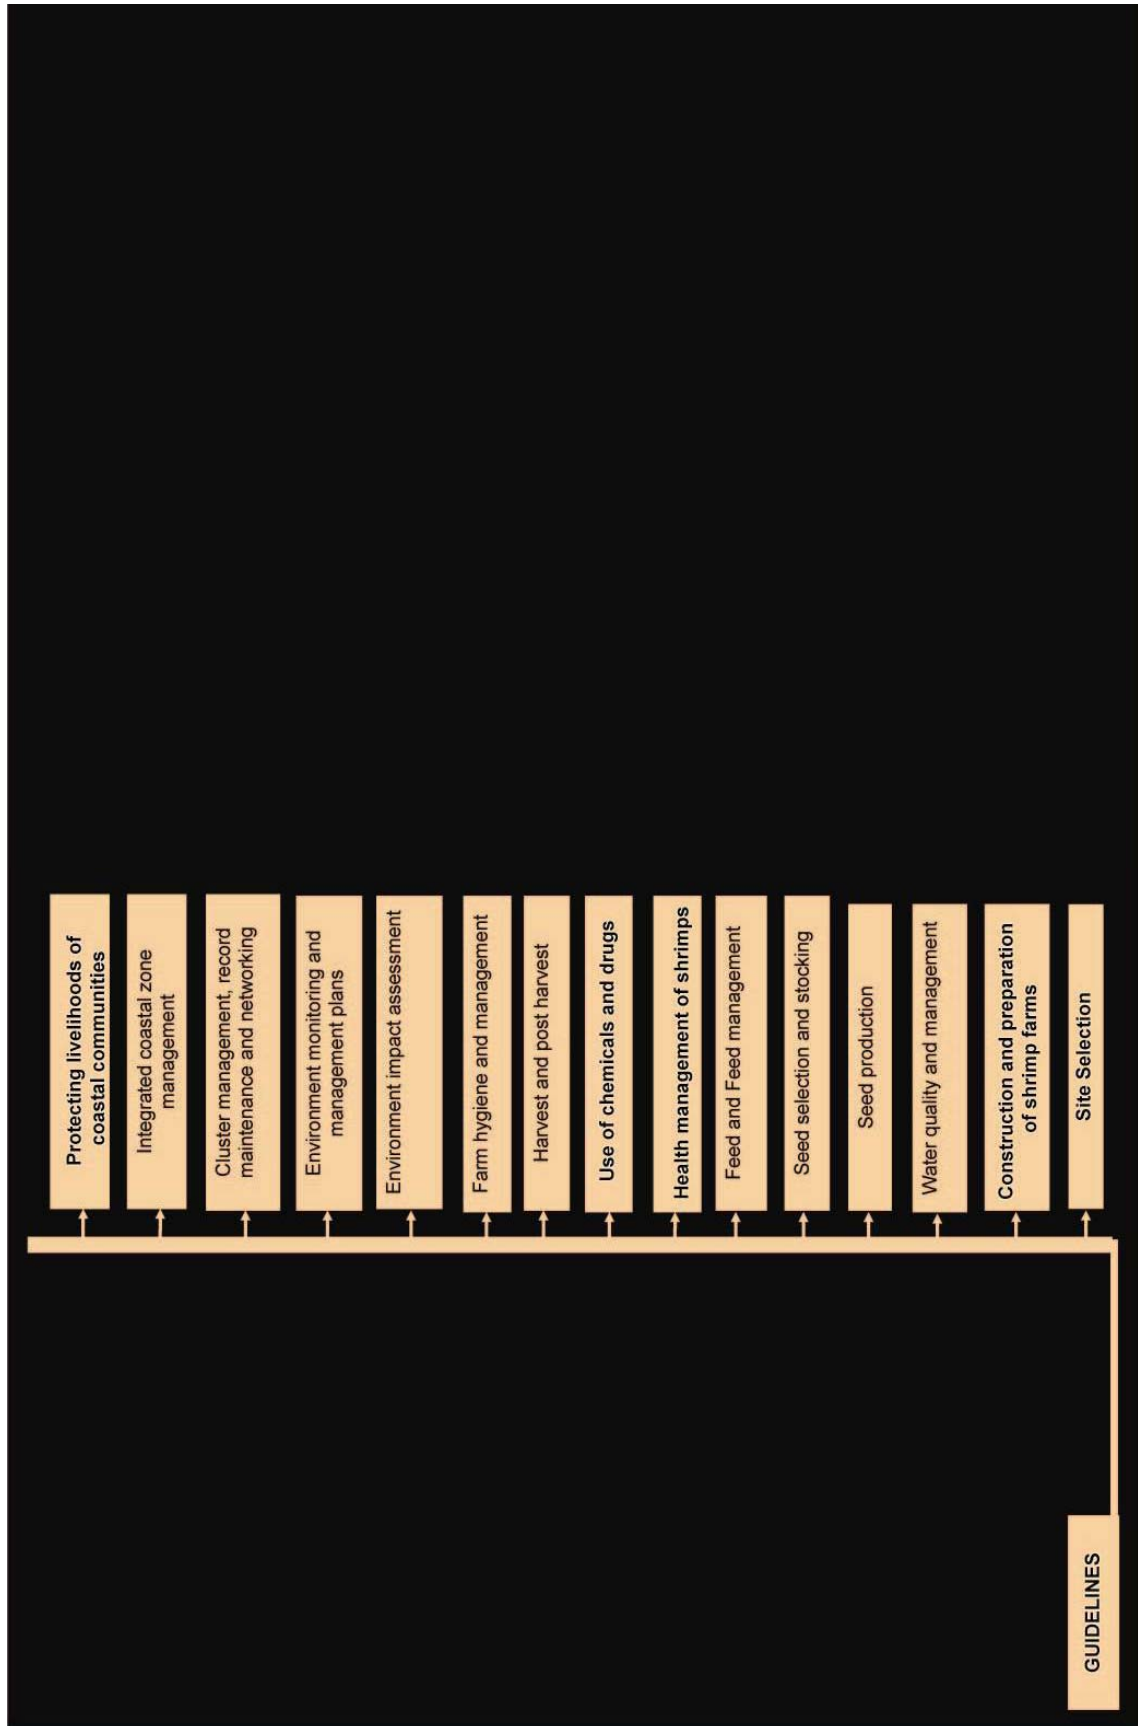 Protecting livelihoods of
coastal communities
Integrated coastal zone
management
Cluster management, record
maintenance and networking
Environment monitoring and
management plans
Environment impact assessment
Farm hygiene and management
Harvest and post harvest
Use of chemicals and drugs
Health management of shrimps
Feed and Feed management
Seed selection and stocking
Seed production
Water quality and management
Construction and preparation
of shrimp farms
GUIDELINES
Site Selection